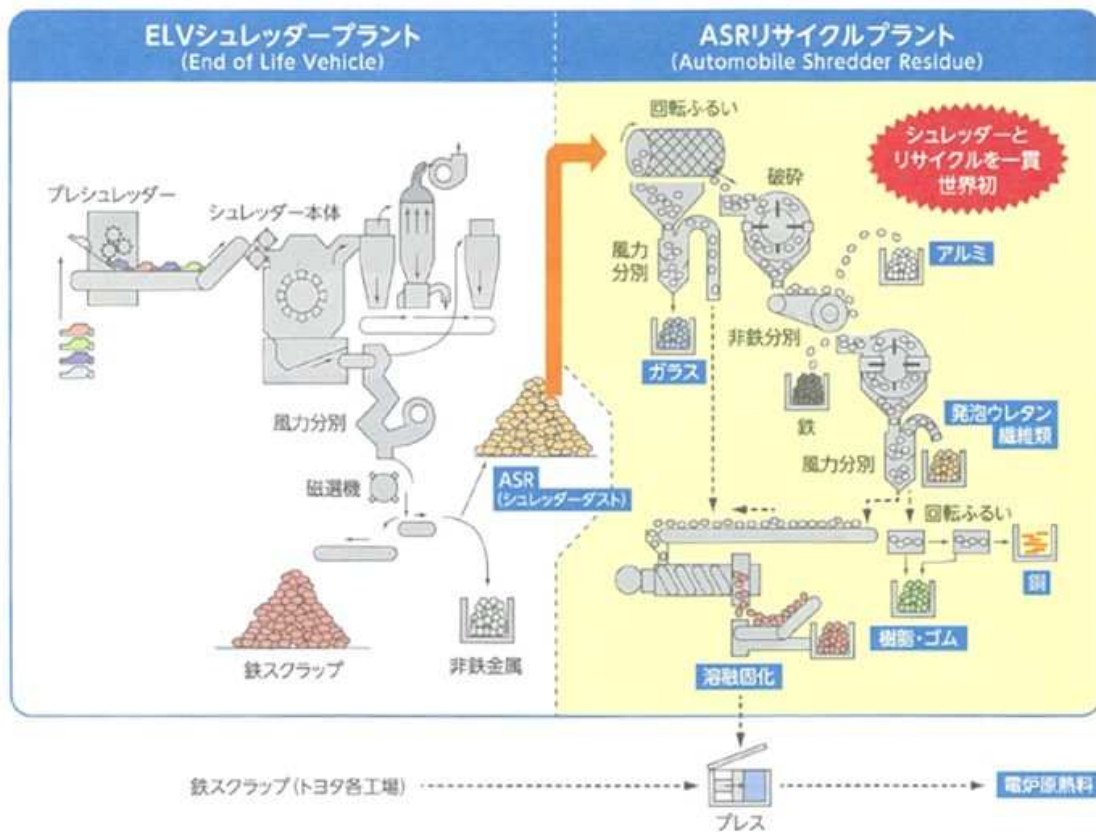 ELVシュレッダープラント
(End of Life Vehicle)
ASRリサイクルプラント
(Automobile Shredder Residue)
プレシュレッダー
シュレッダー本体
風力分別
磁選機
ASR
(シュレッダーダスト)
鉄スクラップ
非鉄金属
回転ふるい
シュレッダーと
リサイクルを一貫
世界初
破砕
アルミ
風力
分別
ガラス
非鉄分別
鉄
発泡ウレタン
繊維類
風力分別
回転ふるい
銅
樹脂・ゴム
溶融固化
鉄スクラップ(トヨタ各工場)
プレス
電炉原熱料